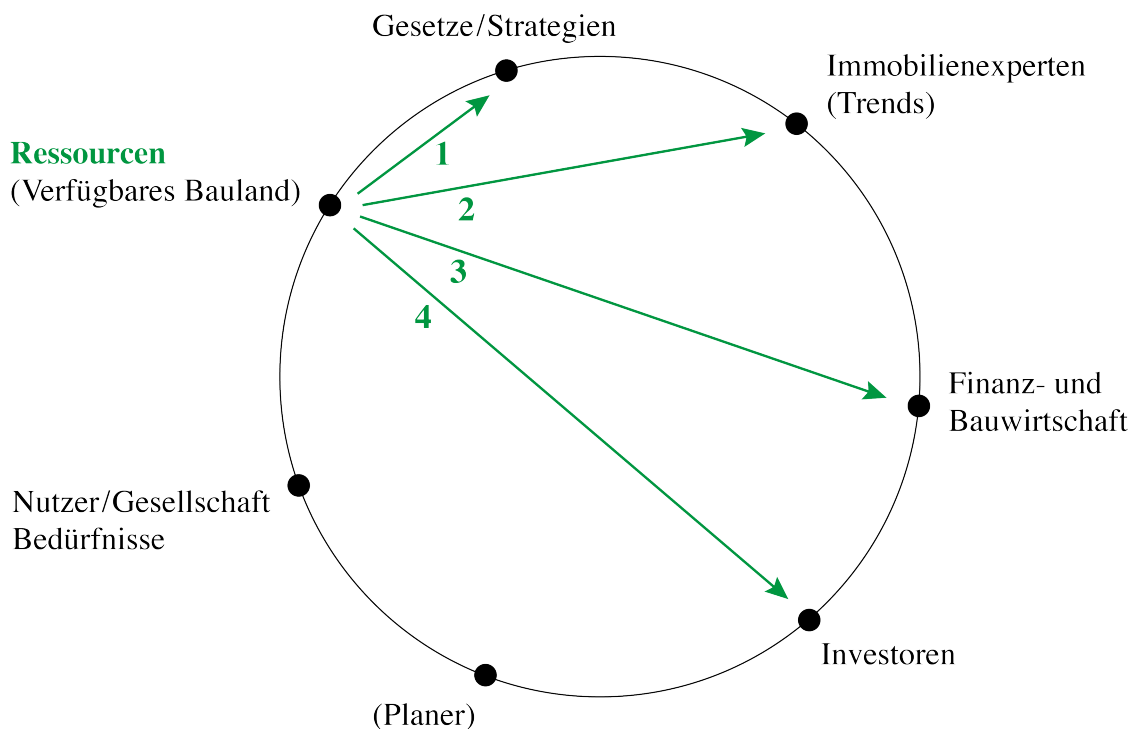 Gesetze/Strategien
Immobilienexperten
(Trends)
Ressourcen
(Verfügbares Bauland)
1
2
3
4
Finanz- und
Bauwirtschaft
Nutzer/Gesellschaft
Bedürfnisse
Investoren
(Planer)